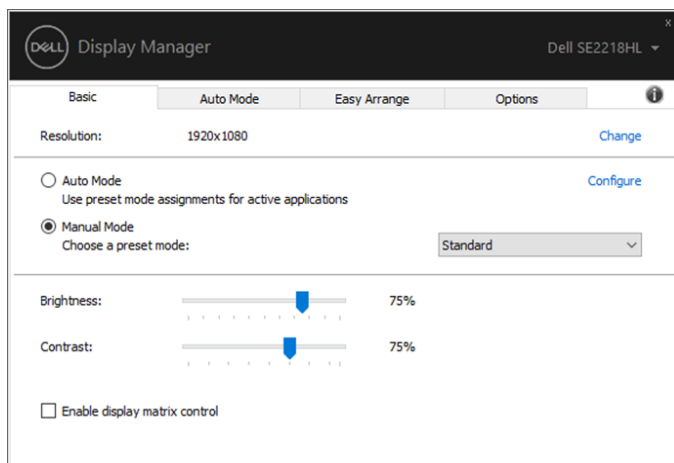 DELL Display Manager Dell SE2218HL
x
Basic Auto Mode Easy Arrange Options i
Resolution: 1920x1080 Change
Auto Mode Configure
Use preset mode assignments for active applications
Manual Mode
Choose a preset mode: Standard
Brightness: 75%
Contrast: 75%
Enable display matrix control